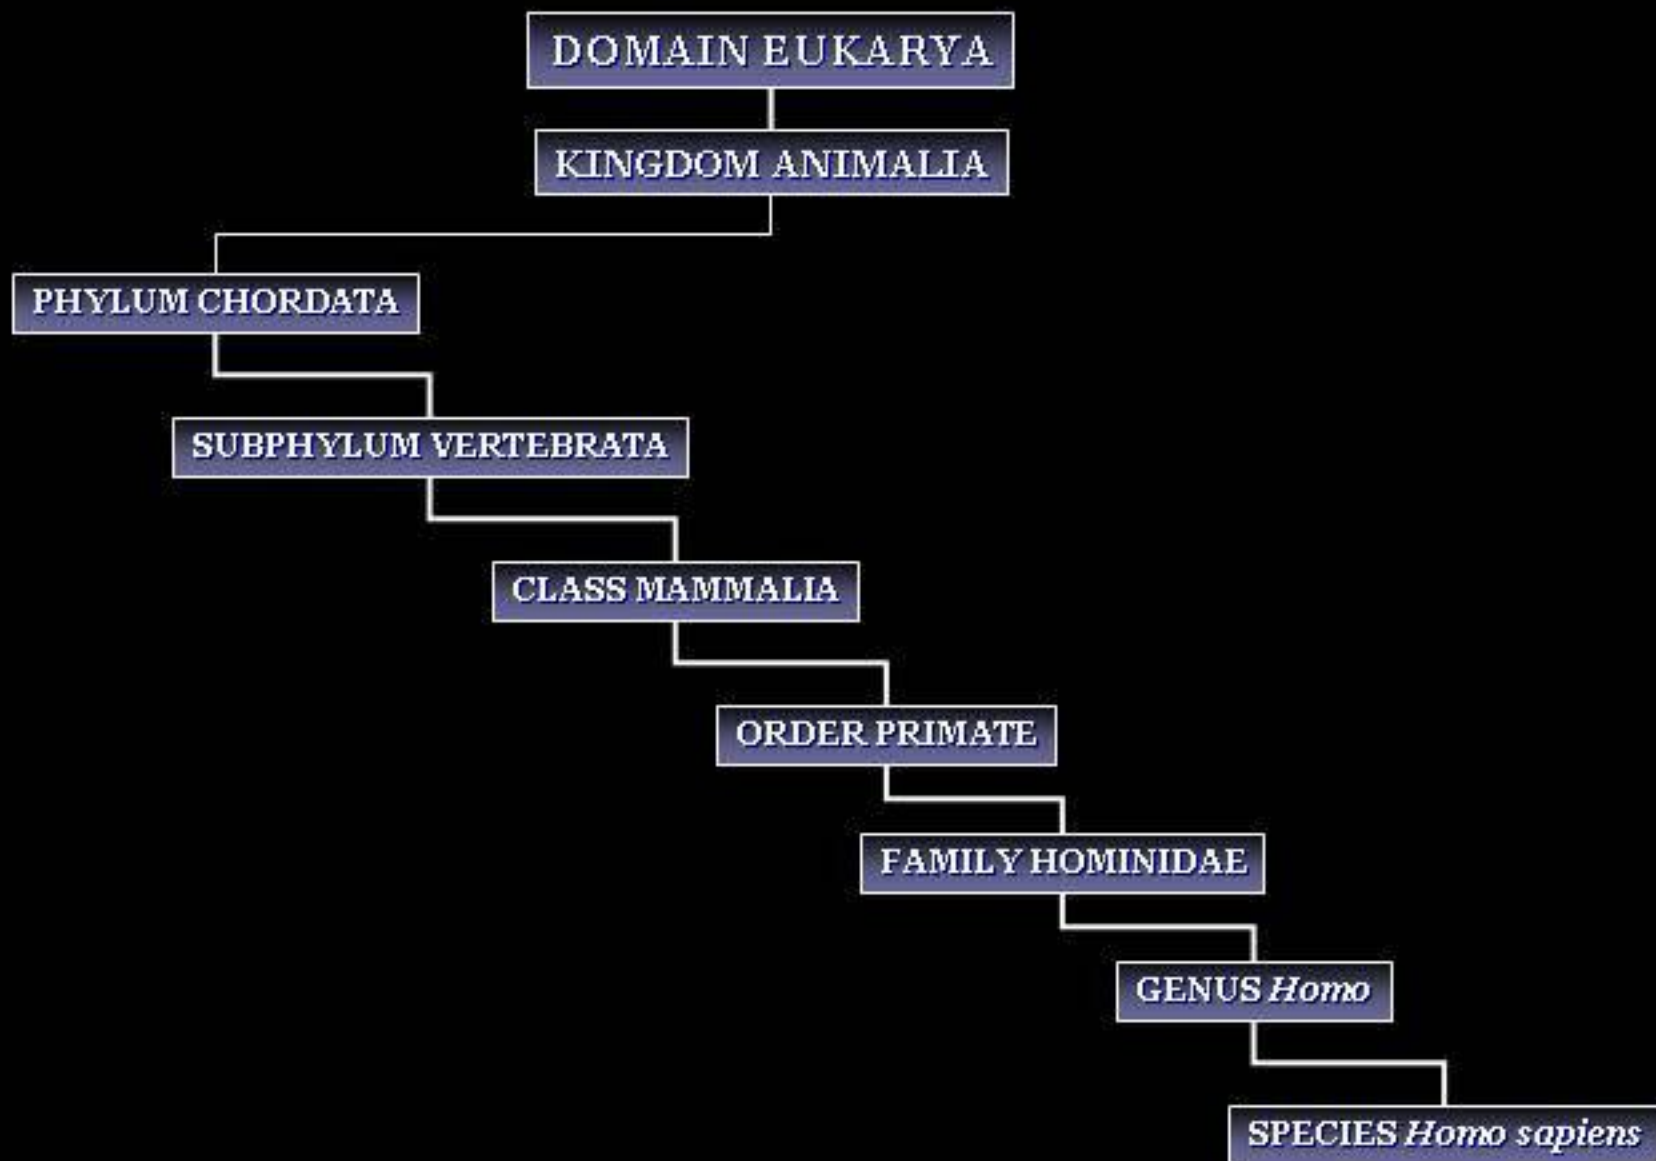 DOMAIN EUKARYA
KINGDOM ANIMALIA
PHYLUM CHORDATA
SUBPHYLUM VERTEBRATA
CLASS MAMMALIA
ORDER PRIMATE
FAMILY HOMINIDAE
GENUS Homo
SPECIES Homo sapiens